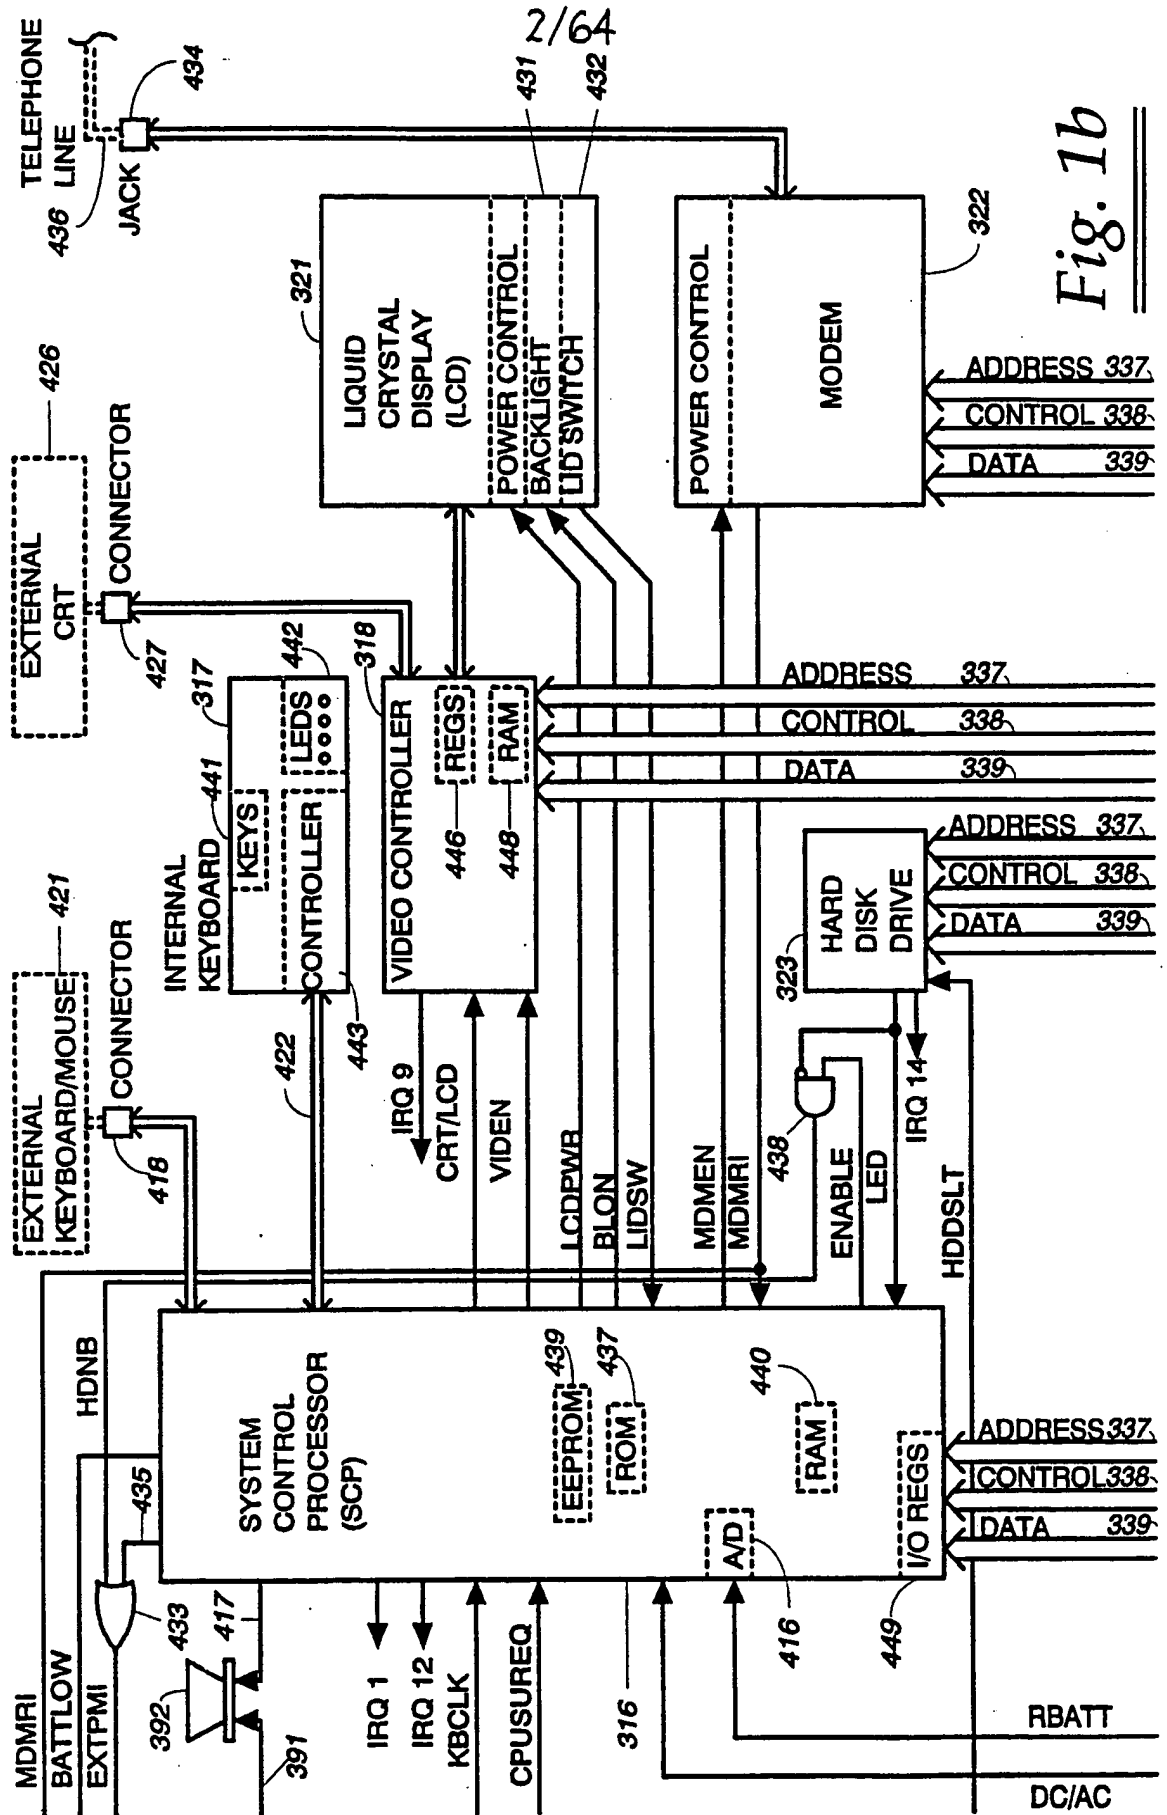 2/64
TELEPHONE
LINE
436
JACK
434
EXTERNAL
CRT
426
CONNECTOR
427
EXTERNAL
KEYBOARD/MOUSE
421
CONNECTOR
418
INTERNAL
KEYBOARD
441
317
KEYS
LEDS
442
CONTROLLER
443
422
318
VIDEO CONTROLLER
REGS
446
RAM
448
321
LIQUID
CRYSTAL
DISPLAY
(LCD)
POWER CONTROL
BACKLIGHT
LID SWITCH
431
432
POWER CONTROL
MODEM
322
ADDRESS 337
CONTROL 338
DATA 339
ADDRESS 337
CONTROL 338
DATA 339
323
HARD
DISK
DRIVE
ADDRESS 337
CONTROL 338
DATA 339
IRQ 9
CRT/LCD
VIDEN
LCDPWR
BLON
LIDSW
MDMEN
MDMRI
438
ENABLE
LED
IRQ 14
HDDSLT
HDNB
435
SYSTEM
CONTROL
PROCESSOR
(SCP)
EEPROM
439
ROM
437
RAM
440
A/D
416
I/O REGS
449
ADDRESS 337
CONTROL 338
DATA 339
MDMRI
BATTLOW
EXTPMI
433
392
417
391
IRQ 1
IRQ 12
KBCLK
CPUSUREQ
316
RBATT
DC/AC
Fig. 1b